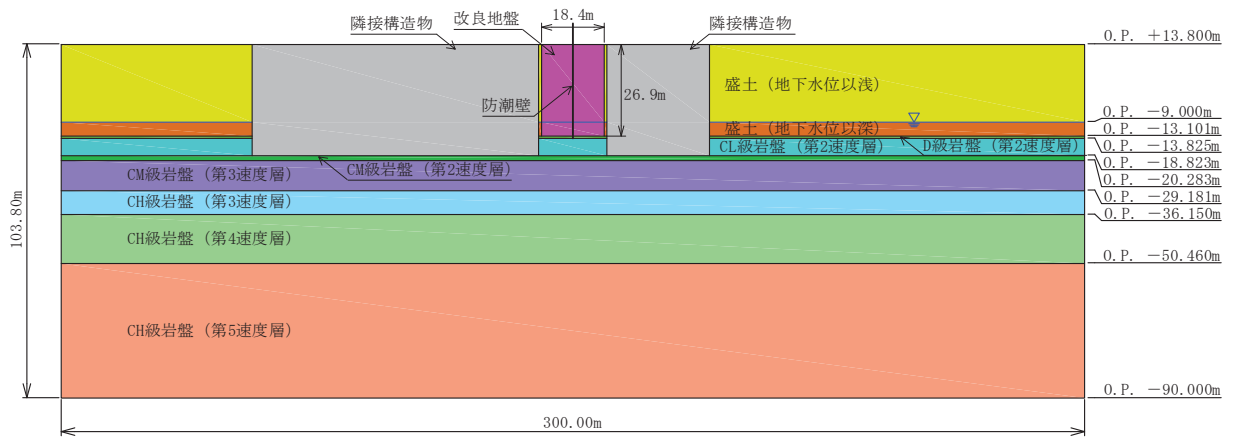 18.4m
隣接構造物
改良地盤
隣接構造物
O.P. +13.800m
盛土（地下水位以浅）
26.9m
防潮壁
O.P. −9.000m
盛土（地下水位以深）
O.P. −13.101m
CL級岩盤（第2速度層）
D級岩盤（第2速度層）
O.P. −13.825m
O.P. −18.823m
CM級岩盤（第3速度層）
CM級岩盤（第2速度層）
O.P. −20.283m
O.P. −29.181m
CH級岩盤（第3速度層）
O.P. −36.150m
103.80m
CH級岩盤（第4速度層）
O.P. −50.460m
CH級岩盤（第5速度層）
O.P. −90.000m
300.00m